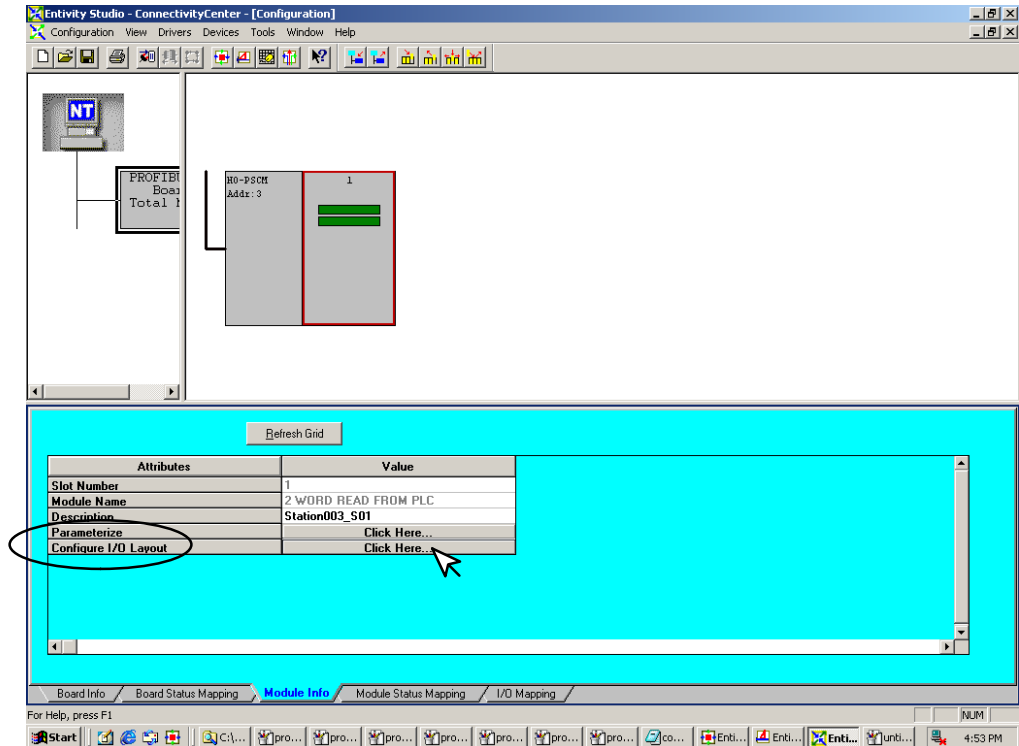 Entivity Studio - ConnectivityCenter - [Configuration]
Configuration View Drivers Devices Tools Window Help
NT
PROFIBU
Boar
Total
H0-PSCM
Addr:3
1
Refresh Grid
Attributes Value
Slot Number 1
Module Name 2 WORD READ FROM PLC
Description Station003_S01
Parameterize Click Here...
Configure I/O Layout Click Here...
Board Info Board Status Mapping Module Info Module Status Mapping I/O Mapping
For Help, press F1 NUM
Start C:\... pro... pro... pro... pro... pro... pro... pro... co... Enti... Enti... Enti... unti... 4:53 PM